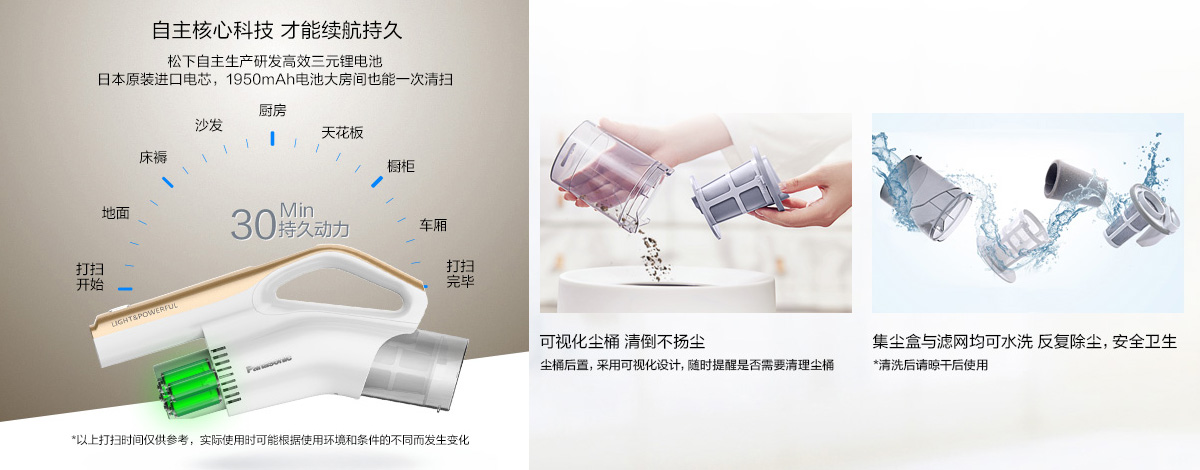 自主核心科技 才能续航持久
松下自主生产研发高效三元锂电池
日本原装进口电芯，1950mAh电池大房间也能一次清扫
厨房
沙发
天花板
床褥
橱柜
地面
车厢
打扫
开始
打扫
完毕
30 Min
持久动力
LIGHT&POWERFUL
Panasonic
*以上打扫时间仅供参考，实际使用时可能根据使用环境和条件的不同而发生变化
可视化尘桶 清倒不扬尘
尘桶后置，采用可视化设计，随时提醒是否需要清理尘桶
集尘盒与滤网均可水洗 反复除尘，安全卫生
*清洗后请晾干后使用